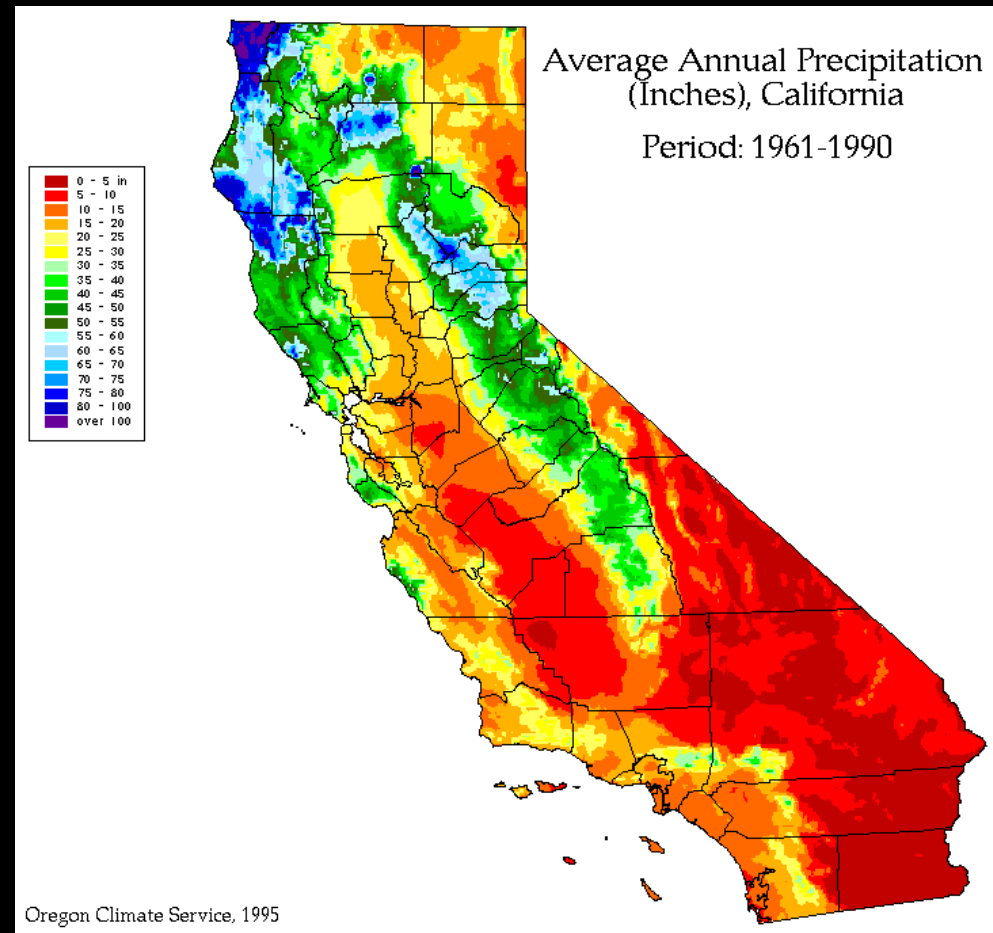 Average Annual Precipitation
(Inches), California
Period: 1961-1990
0 - 5 in
5 - 10
10 - 15
15 - 20
20 - 25
25 - 30
30 - 35
35 - 40
40 - 45
45 - 50
50 - 55
55 - 60
60 - 65
65 - 70
70 - 75
75 - 80
80 - 100
over 100
Oregon Climate Service, 1995